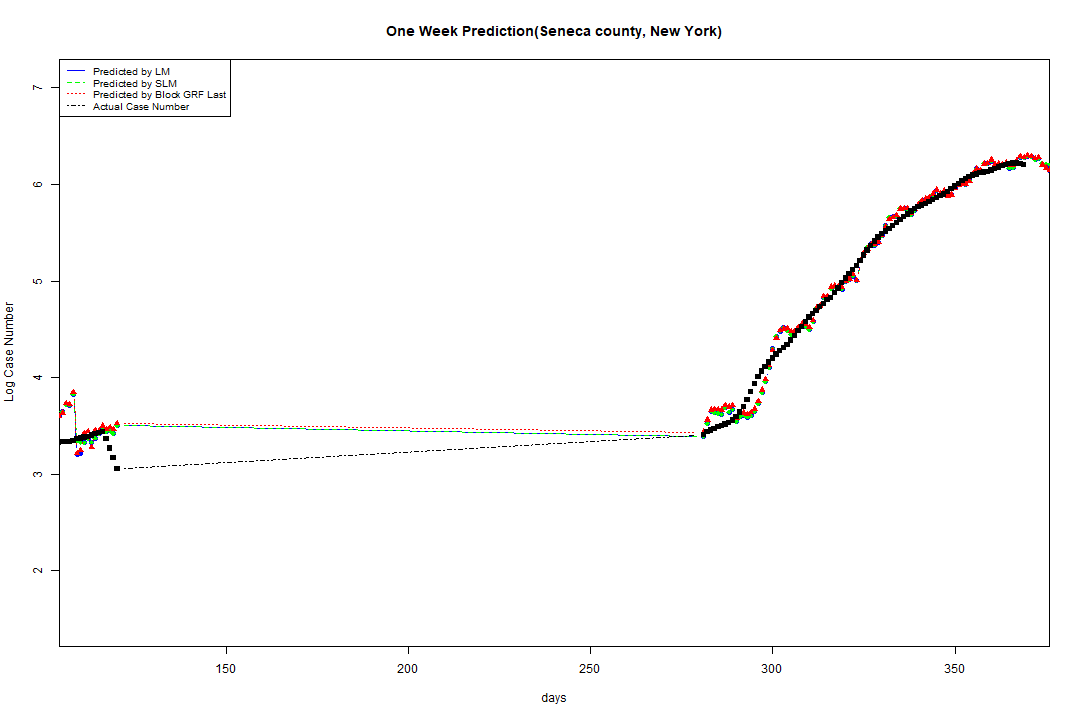 One Week Prediction(Seneca county, New York)
Predicted by LM
Predicted by SLM
Predicted by Block GRF Last
Actual Case Number
7
6
5
4
3
2
Log Case Number
150
200
250
300
350
days